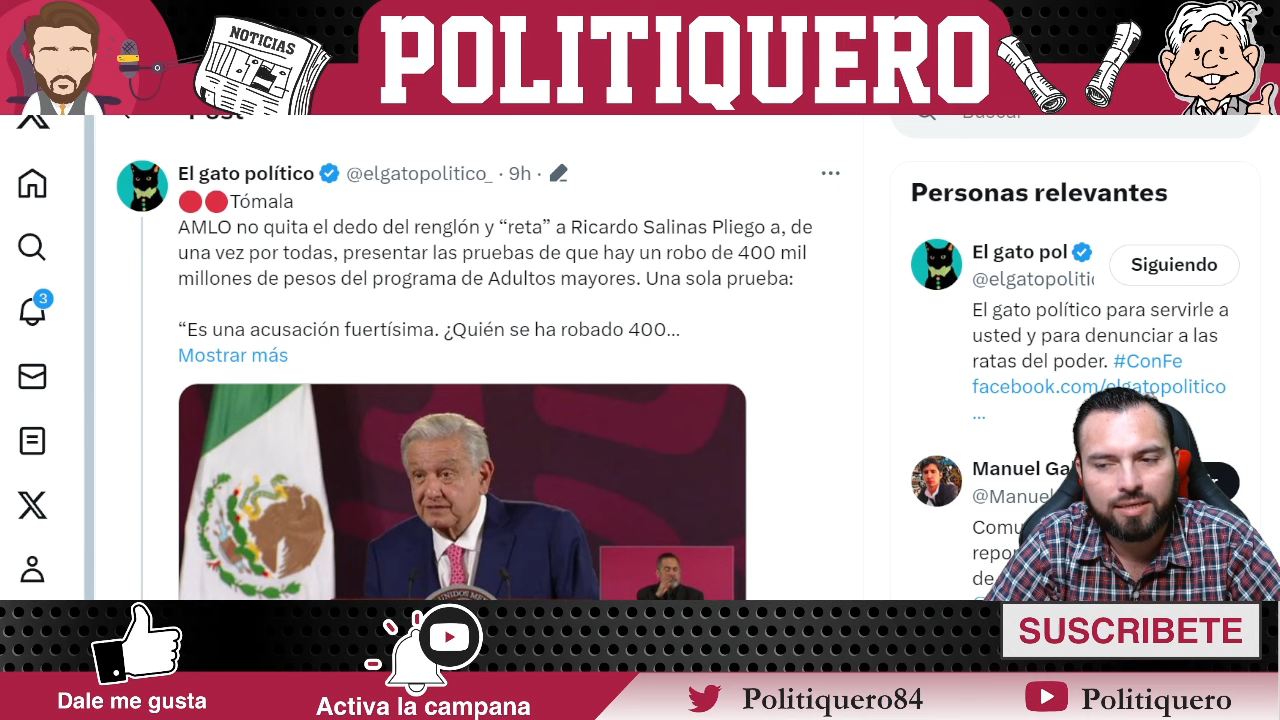 NOTICIAS
POLITIQUERO
Post
Buscar
El gato político @elgatopolitico_ · 9h ·
Tómala
AMLO no quita el dedo del renglón y “reta” a Ricardo Salinas Pliego a, de
una vez por todas, presentar las pruebas de que hay un robo de 400 mil
millones de pesos del programa de Adultos mayores. Una sola prueba:
“Es una acusación fuertísima. ¿Quién se ha robado 400...
Mostrar más
3
Personas relevantes
El gato pol
Siguiendo
@elgatopolitic
El gato político para servirle a
usted y para denunciar a las
ratas del poder. #ConFe
facebook.com/elgatopolitico
...
Manuel Ga
@Manuel
Comu
repor
de
SUSCRIBETE
Dale me gusta
Activa la campana
Politiquero84
Politiquero